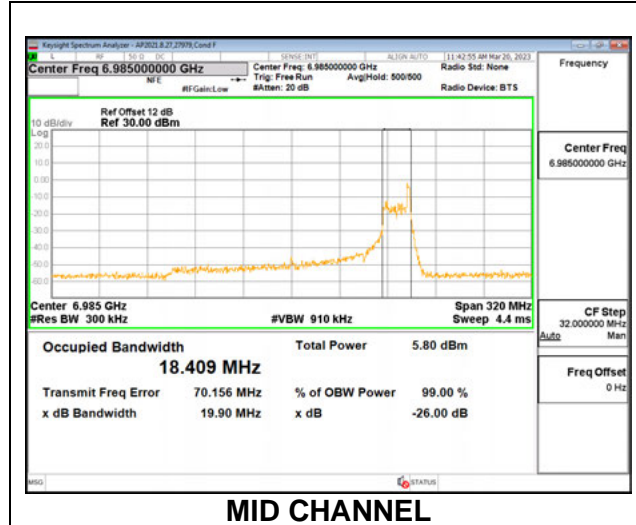 Keysight Spectrum Analyzer - AP2021.8.27,27979,Cond F
L RF 50 Ω DC SENSE:INT ALIGN AUTO 11:42:55 AM Mar 20, 2023
Center Freq 6.985000000 GHz
NFE
#IFGain:Low
Center Freq: 6.985000000 GHz
Trig: Free Run Avg|Hold: 500/500
#Atten: 20 dB
Radio Std: None
Radio Device: BTS
Frequency
Ref Offset 12 dB
10 dB/div Ref 30.00 dBm
Log
20.0
10.0
0.00
-10.0
-20.0
-30.0
-40.0
-50.0
-60.0
Center 6.985 GHz Span 320 MHz
#Res BW 300 kHz #VBW 910 kHz Sweep 4.4 ms
Center Freq
6.985000000 GHz
CF Step
32.000000 MHz
Auto Man
Freq Offset
0 Hz
Occupied Bandwidth Total Power 5.80 dBm
18.409 MHz
Transmit Freq Error 70.156 MHz % of OBW Power 99.00 %
x dB Bandwidth 19.90 MHz x dB -26.00 dB
MSG STATUS
MID CHANNEL